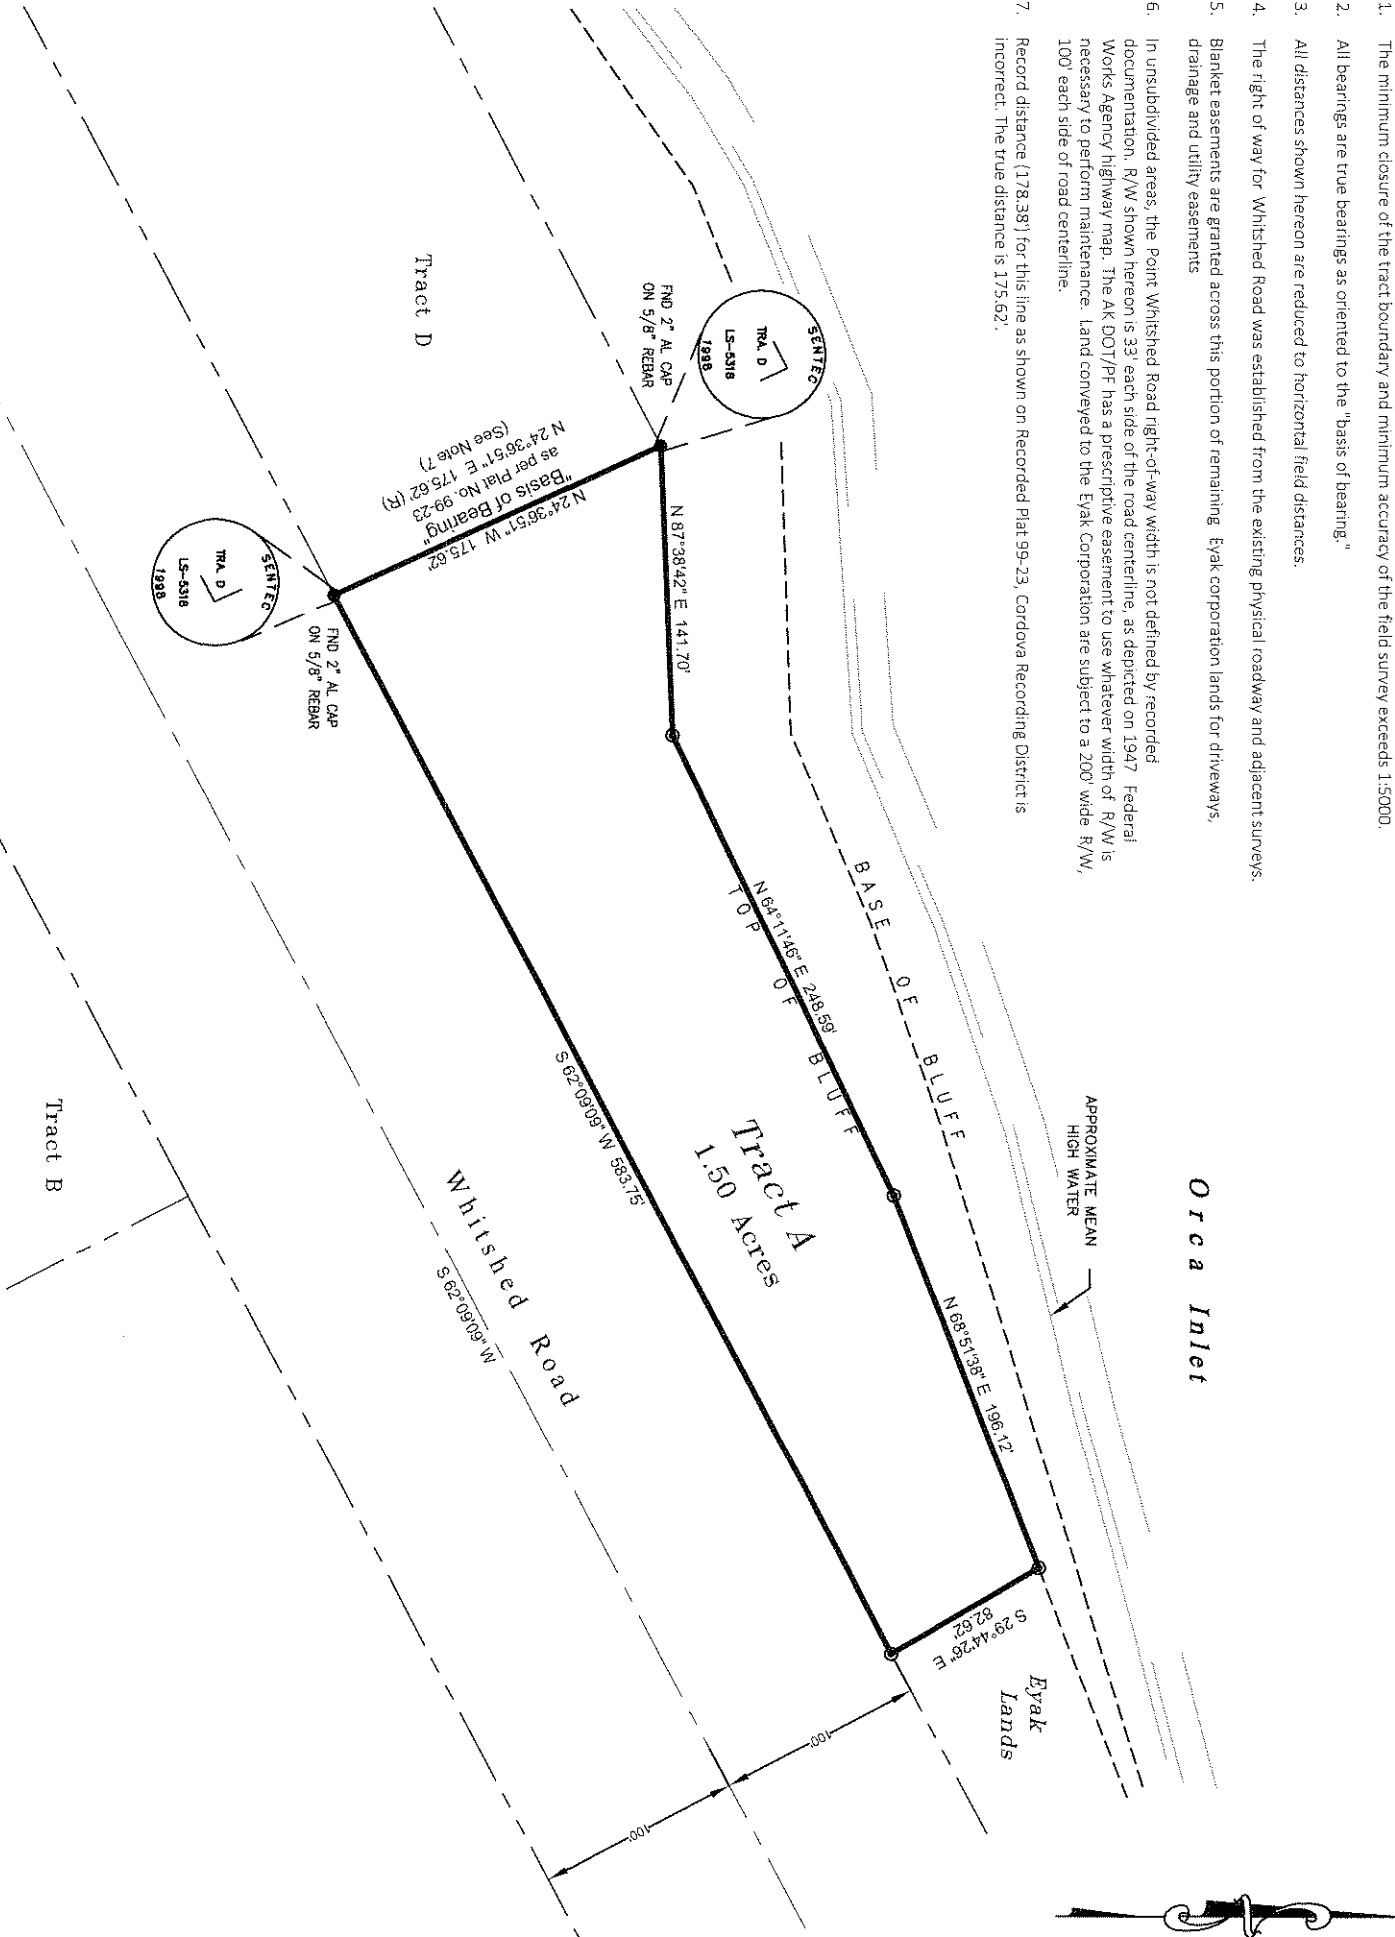 1. The minimum closure of the tract boundary and minimum accuracy of the field survey exceeds 1:5000.
2. All bearings are true bearings as oriented to the "basis of bearing."
3. All distances shown hereon are reduced to horizontal field distances.
4. The right of way for Whitshed Road was established from the existing physical roadway and adjacent surveys.
5. Blanket easements are granted across this portion of remaining Eyak corporation lands for driveways,
drainage and utility easements
6. In unsubdivided areas, the Point Whitshed Road right-of-way width is not defined by recorded
documentation. R/W shown hereon is 33' each side of the road centerline, as depicted on 1947 Federal
Works Agency highway map. The AK DOT/PF has a prescriptive easement to use whatever width of R/W is
necessary to perform maintenance. Land conveyed to the Eyak Corporation are subject to a 200' wide R/W,
100' each side of road centerline.
7. Record distance (178.38') for this line as shown on Recorded Plat 99-23, Cordova Recording District is
incorrect. The true distance is 175.62'.
Orca Inlet
APPROXIMATE MEAN
HIGH WATER
BASE OF BLUFF
SENTEC
TRA. D
LS-5318
1998
FND 2" AL CAP
ON 5/8" REBAR
N 87°38'42" E 141.70'
N 64°11'46" E 248.59'
TOP OF BLUFF
N 68°51'38" E 196.12'
S 29°44'26" E
82.62'
Eyak
Lands
Tract A
1.50 Acres
Tract D
N 24°36'51" W 175.62'
"Basis of Bearing"
as per Plat No. 99-23
N 24°36'51" E 175.62' (R)
(See Note 7)
S 62°09'09" W 583.75'
FND 2" AL CAP
ON 5/8" REBAR
SENTEC
TRA. D
LS-5318
1998
Whitshed Road
S 62°09'09" W
100'
100'
Tract B